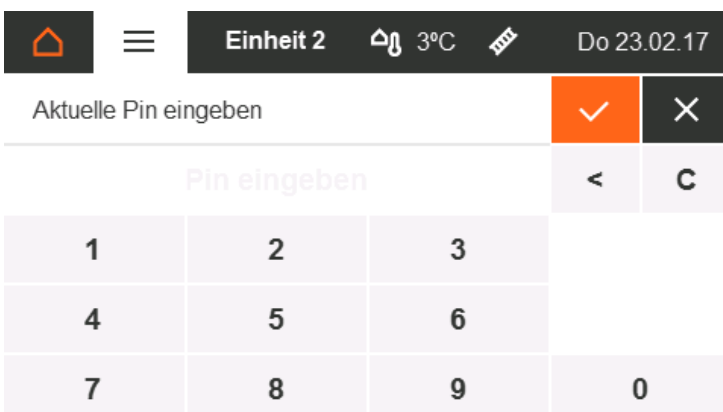 Einheit 2 3°C Do 23.02.17
Aktuelle Pin eingeben
Pin eingeben < C
1 2 3
4 5 6
7 8 9 0